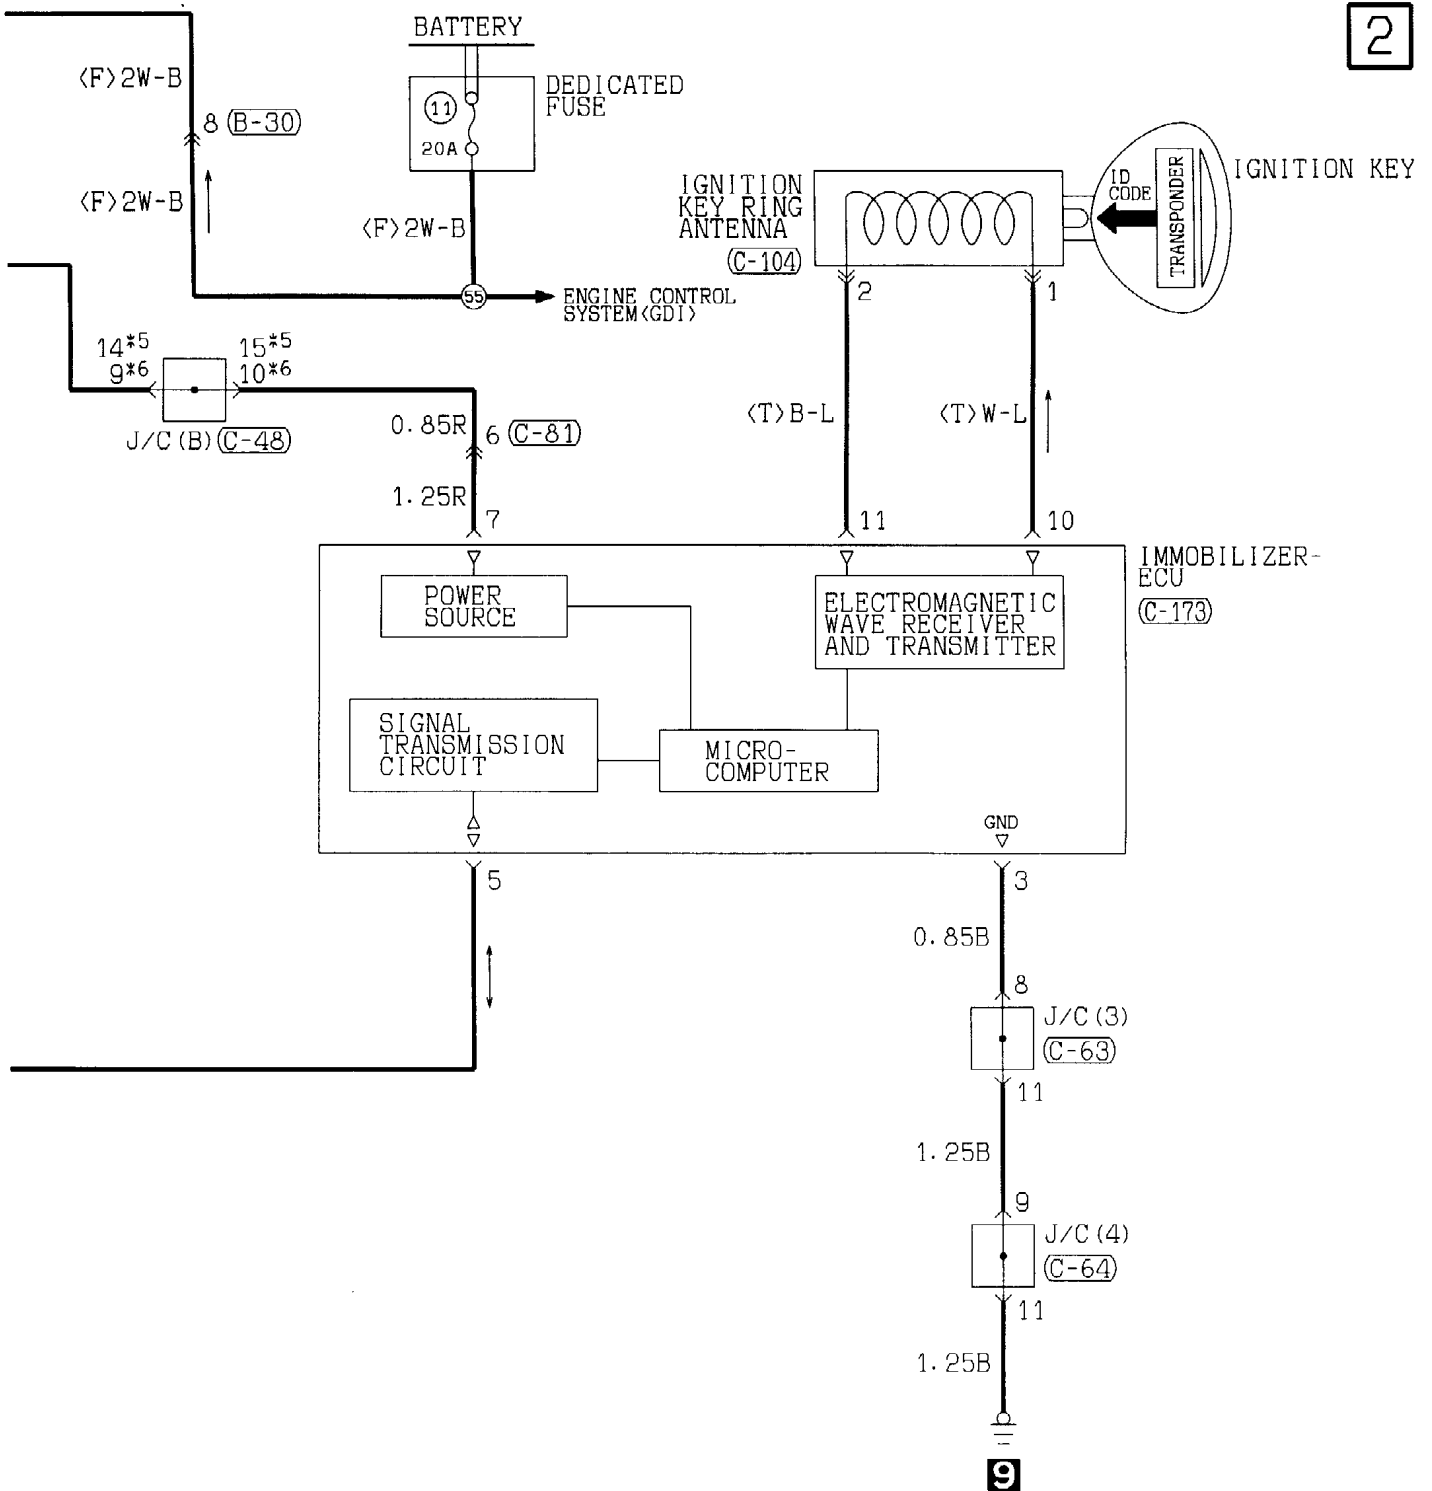 BATTERY
2
<F>2W-B
DEDICATED
FUSE
11
20A
8 (B-30)
<F>2W-B
<F>2W-B
IGNITION
KEY RING
ANTENNA
(C-104)
ID
CODE
TRANSPONDER
IGNITION KEY
55
ENGINE CONTROL
SYSTEM<GDI>
2
1
14*5
9*6
15*5
10*6
J/C(B)(C-48)
0.85R
6 (C-81)
1.25R
<T>B-L
<T>W-L
7
11
10
IMMOBILIZER-
ECU
(C-173)
POWER
SOURCE
ELECTROMAGNETIC
WAVE RECEIVER
AND TRANSMITTER
SIGNAL
TRANSMISSION
CIRCUIT
MICRO-
COMPUTER
GND
5
3
0.85B
8
J/C(3)
(C-63)
11
1.25B
9
J/C(4)
(C-64)
11
1.25B
9